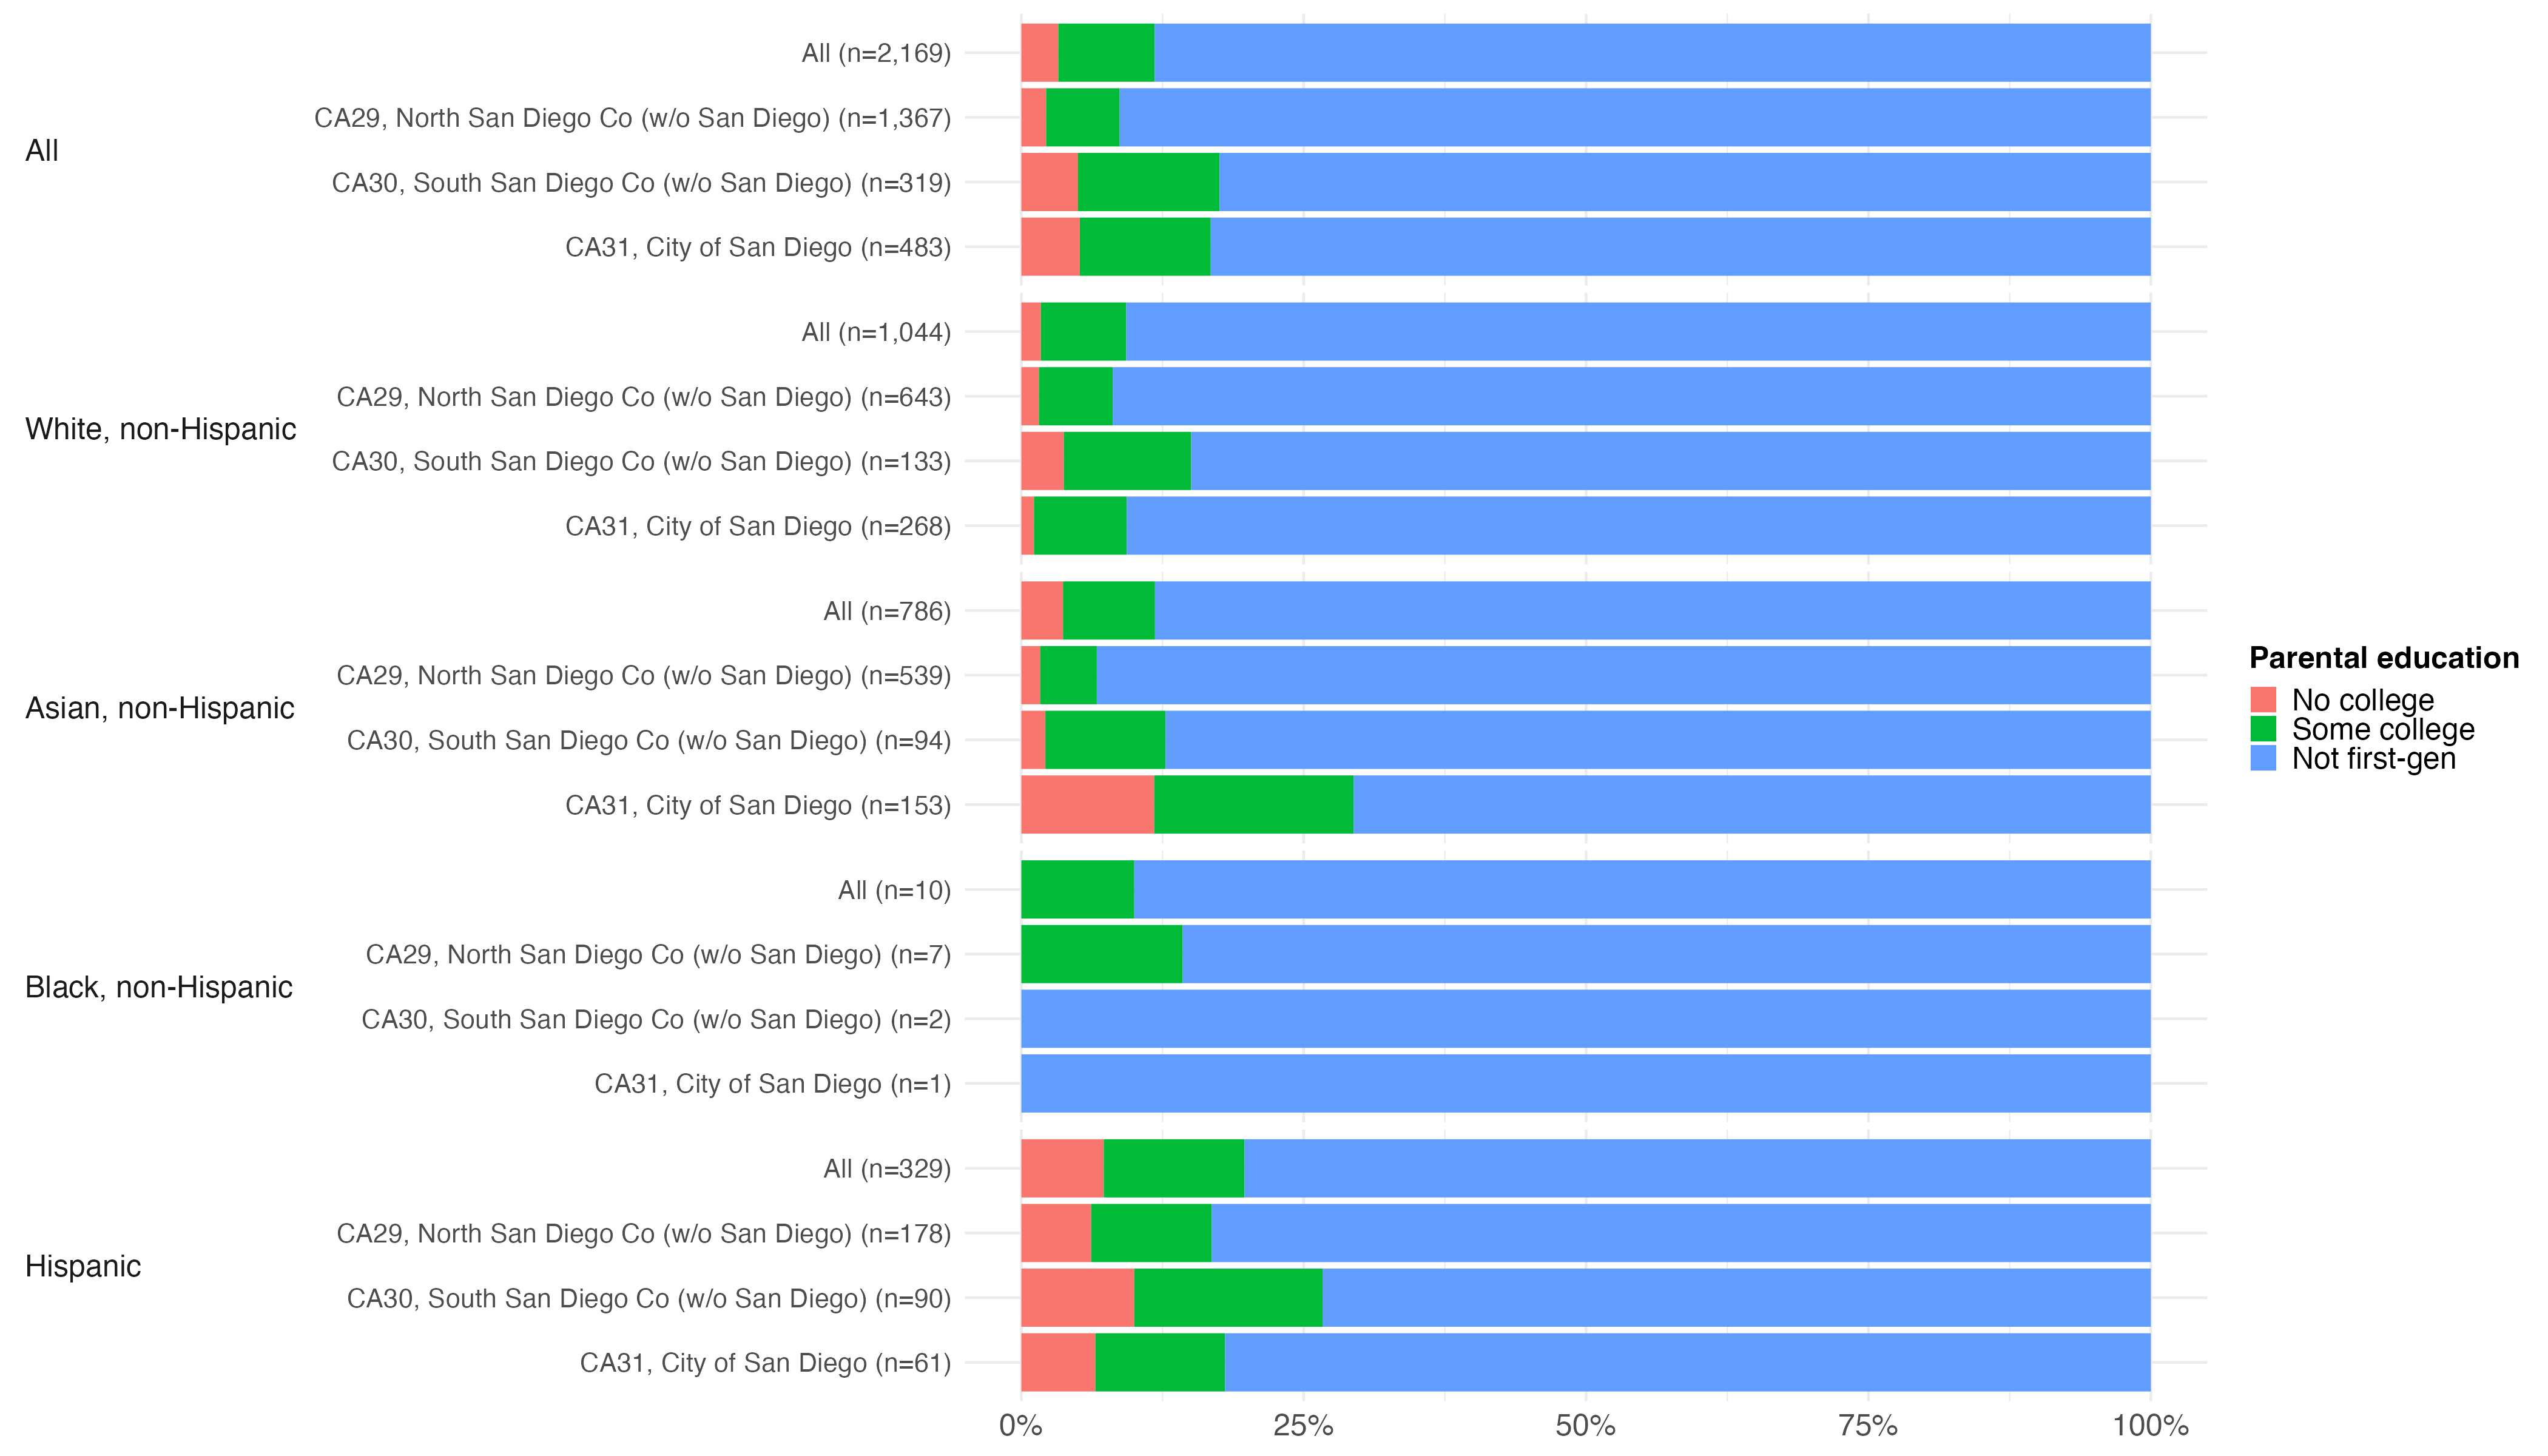 All
All (n=2,169)
CA29, North San Diego Co (w/o San Diego) (n=1,367)
CA30, South San Diego Co (w/o San Diego) (n=319)
CA31, City of San Diego (n=483)
White, non-Hispanic
All (n=1,044)
CA29, North San Diego Co (w/o San Diego) (n=643)
CA30, South San Diego Co (w/o San Diego) (n=133)
CA31, City of San Diego (n=268)
Asian, non-Hispanic
All (n=786)
CA29, North San Diego Co (w/o San Diego) (n=539)
CA30, South San Diego Co (w/o San Diego) (n=94)
CA31, City of San Diego (n=153)
Black, non-Hispanic
All (n=10)
CA29, North San Diego Co (w/o San Diego) (n=7)
CA30, South San Diego Co (w/o San Diego) (n=2)
CA31, City of San Diego (n=1)
Hispanic
All (n=329)
CA29, North San Diego Co (w/o San Diego) (n=178)
CA30, South San Diego Co (w/o San Diego) (n=90)
CA31, City of San Diego (n=61)
0% 25% 50% 75% 100%
Parental education
No college
Some college
Not first-gen